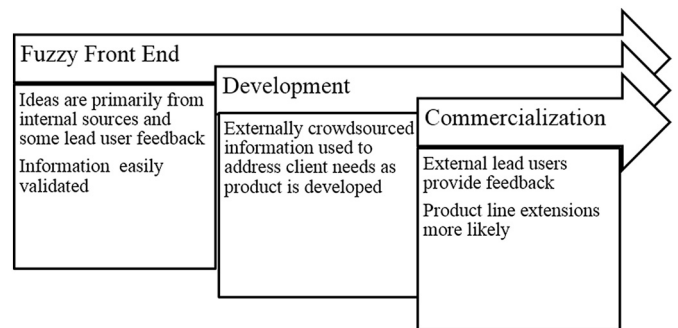 Fuzzy Front End
Ideas are primarily from
internal sources and
some lead user feedback
Information easily
validated
Development
Externally crowdsourced
information used to
address client needs as
product is developed
Commercialization
External lead users
provide feedback
Product line extensions
more likely